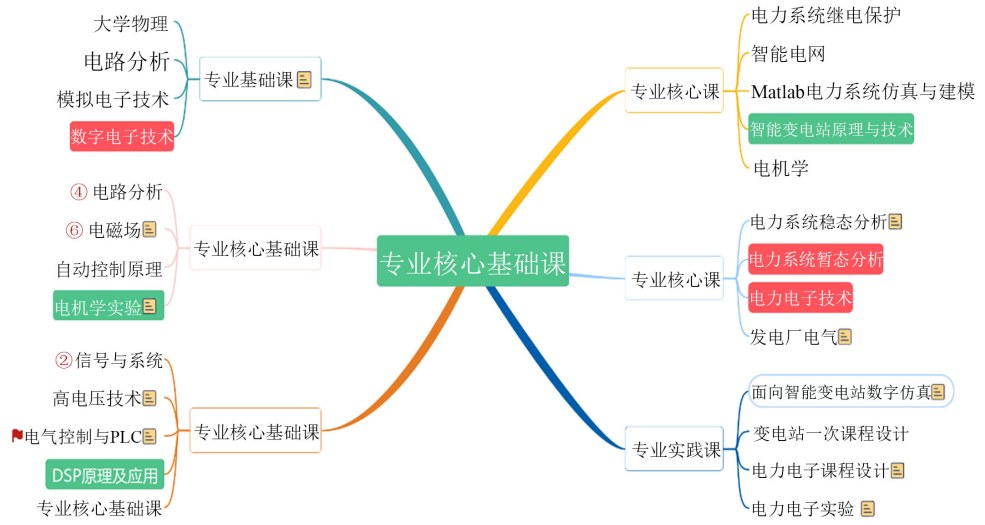 专业核心基础课
专业基础课
大学物理
电路分析
模拟电子技术
数字电子技术
专业核心基础课
④ 电路分析
⑥ 电磁场
自动控制原理
电机学实验
专业核心基础课
② 信号与系统
高电压技术
电气控制与PLC
DSP原理及应用
专业核心基础课
专业核心课
电力系统继电保护
智能电网
Matlab电力系统仿真与建模
智能变电站原理与技术
电机学
专业核心课
电力系统稳态分析
电力系统暂态分析
电力电子技术
发电厂电气
专业实践课
面向智能变电站数字仿真
变电站一次课程设计
电力电子课程设计
电力电子实验